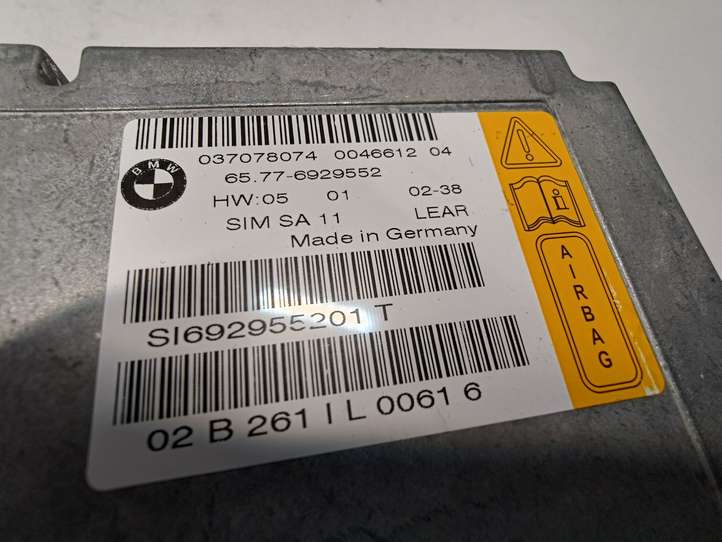 037078074 0046612 04
BMW
65.77-6929552
HW:05 01 02-38
SIM SA 11 LEAR
Made in Germany
SI692955201 T
02 B 261 I L 0061 6
AIRBAG